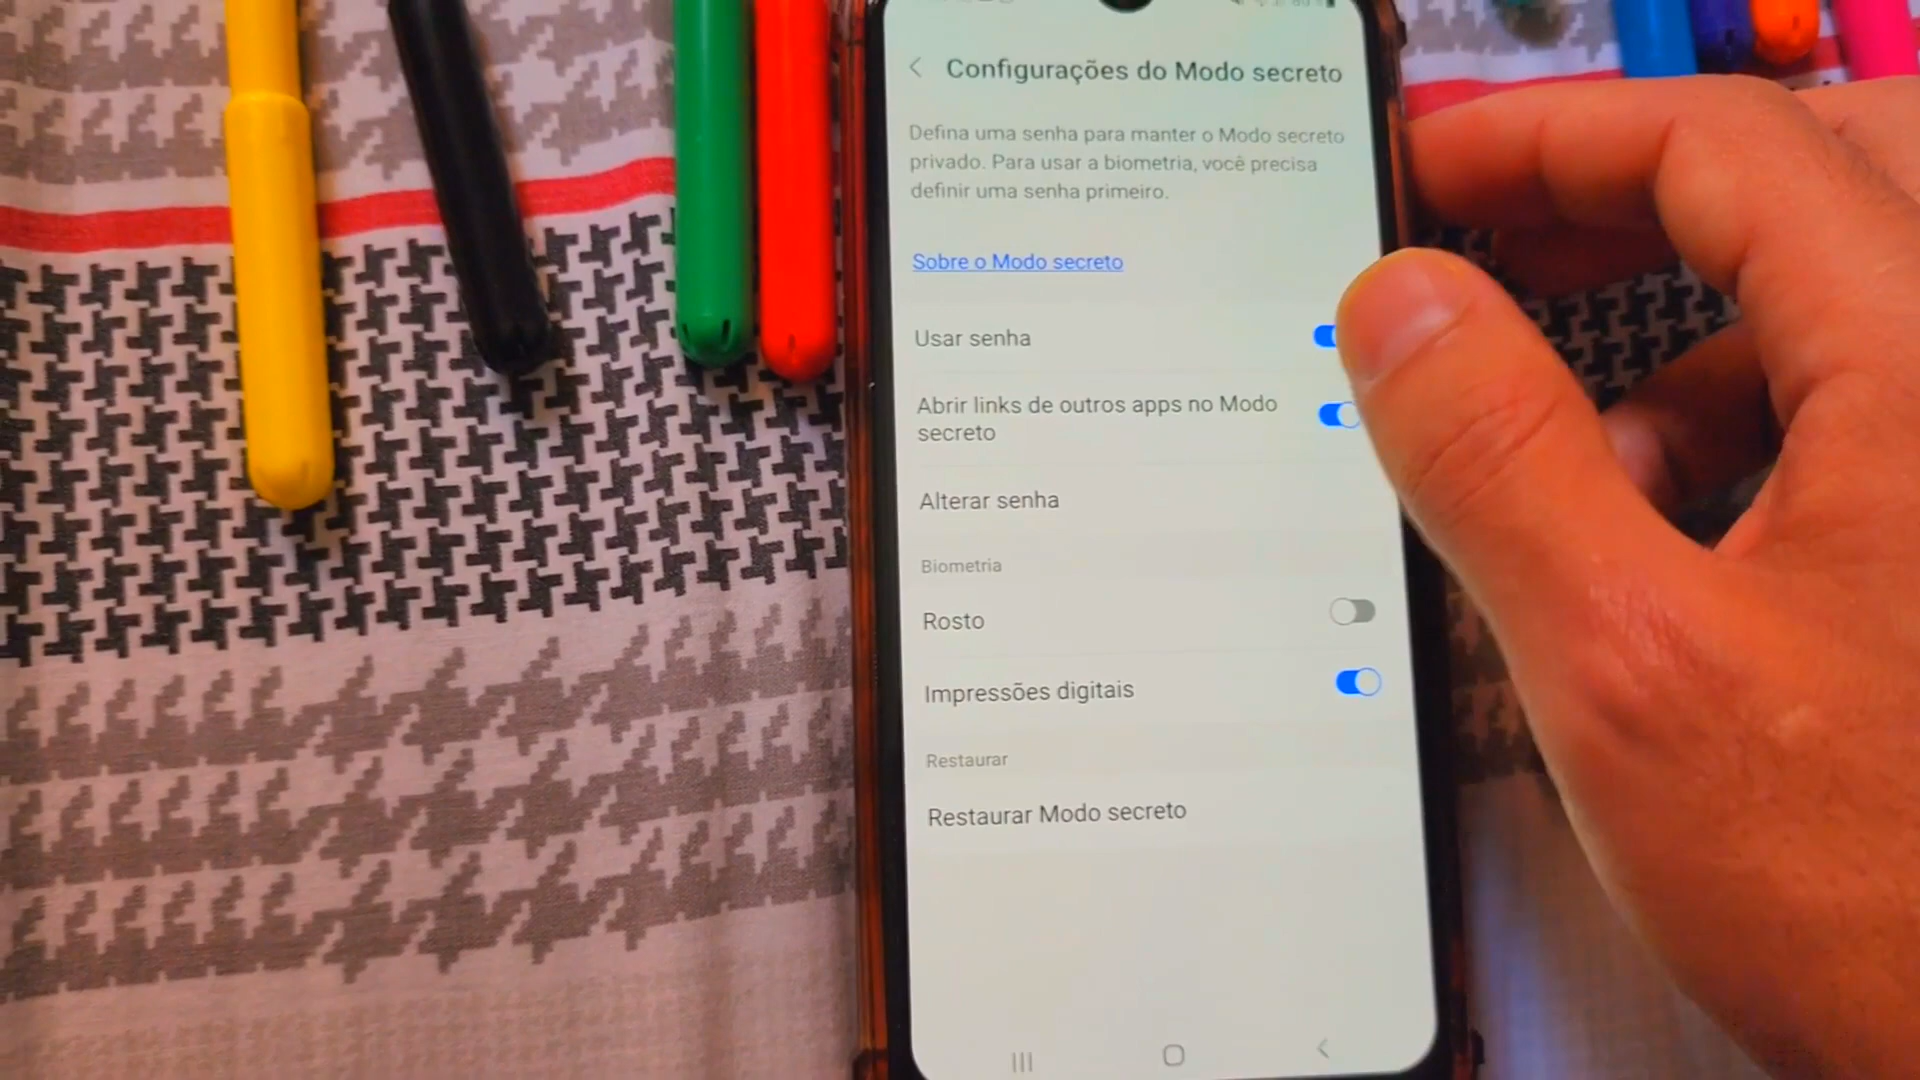 Configurações do Modo secreto
Defina uma senha para manter o Modo secreto
privado. Para usar a biometria, você precisa
definir uma senha primeiro.
Sobre o Modo secreto
Usar senha
Abrir links de outros apps no Modo
secreto
Alterar senha
Biometria
Rosto
Impressões digitais
Restaurar
Restaurar Modo secreto